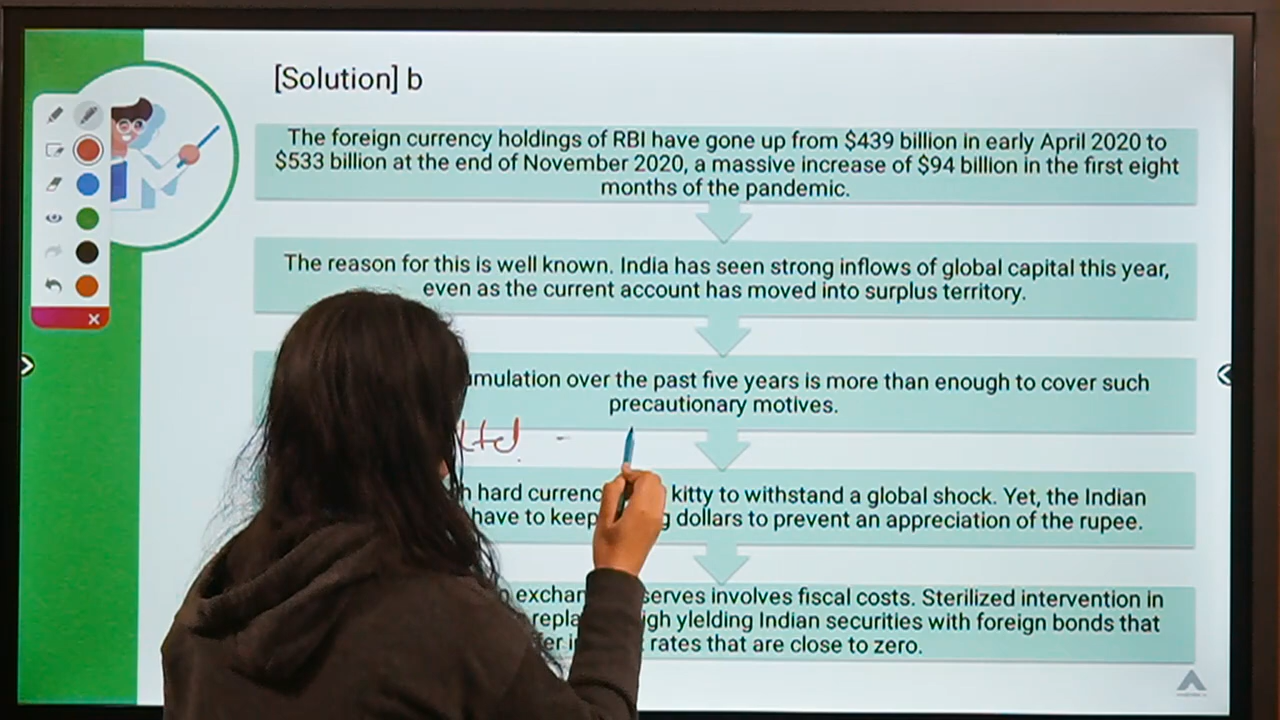 [Solution] b
The foreign currency holdings of RBI have gone up from $439 billion in early April 2020 to
$533 billion at the end of November 2020, a massive increase of $94 billion in the first eight
months of the pandemic.
The reason for this is well known. India has seen strong inflows of global capital this year,
even as the current account has moved into surplus territory.
over the past five years is more than enough to cover such
precautionary motives.
Ltd -
hard kitty to withstand a global shock. Yet, the Indian
have to keep dollars to prevent an appreciation of the rupee.
involves fiscal costs. Sterilized intervention in
yielding Indian securities with foreign bonds that
rates that are close to zero.